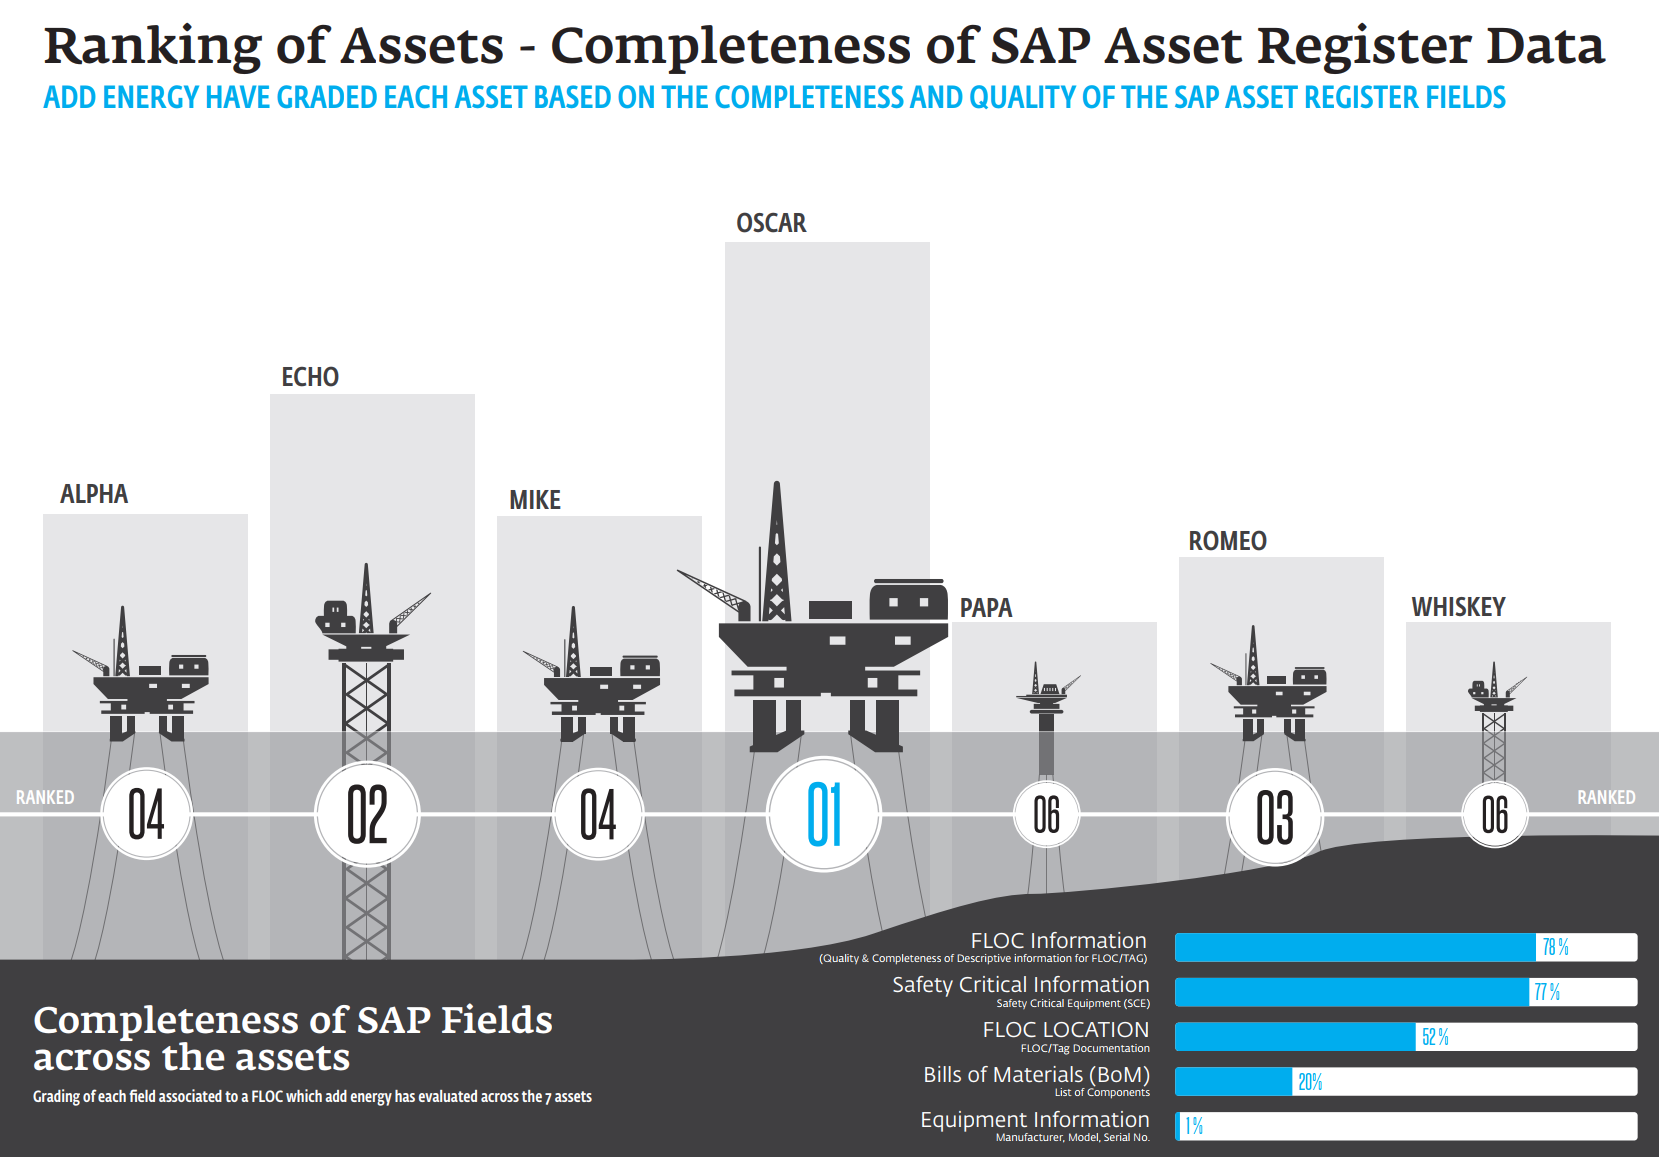 Ranking of Assets - Completeness of SAP Asset Register Data
ADD ENERGY HAVE GRADED EACH ASSET BASED ON THE COMPLETENESS AND QUALITY OF THE SAP ASSET REGISTER FIELDS
OSCAR
ECHO
ALPHA
MIKE
ROMEO
PAPA
WHISKEY
RANKED
04
02
04
01
06
03
06
RANKED
FLOC Information
78%
(Quality & Completeness of Descriptive information for FLOC/TAG)
Safety Critical Information
77%
Safety Critical Equipment (SCE)
FLOC LOCATION
52%
FLOC/Tag Documentation
Bills of Materials (BoM)
20%
List of Components
Equipment Information
1%
Manufacturer, Model, Serial No.
Completeness of SAP Fields
across the assets
Grading of each field associated to a FLOC which add energy has evaluated across the 7 assets